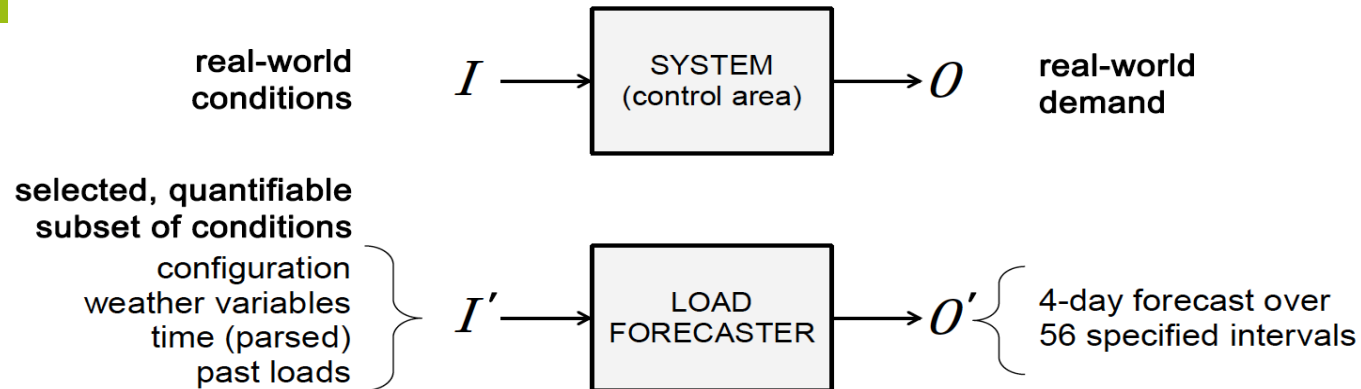 real-world
conditions
I
SYSTEM
(control area)
O
real-world
demand
selected, quantifiable
subset of conditions
configuration
weather variables
time (parsed)
past loads
I′
LOAD
FORECASTER
O′
4-day forecast over
56 specified intervals